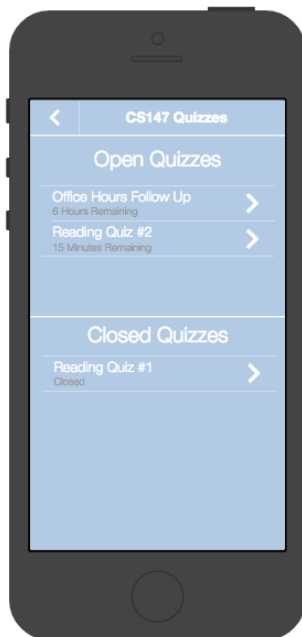 CS147 Quizzes
Open Quizzes
Office Hours Follow Up
6 Hours Remaining
Reading Quiz #2
15 Minutes Remaining
Closed Quizzes
Reading Quiz #1
Closed